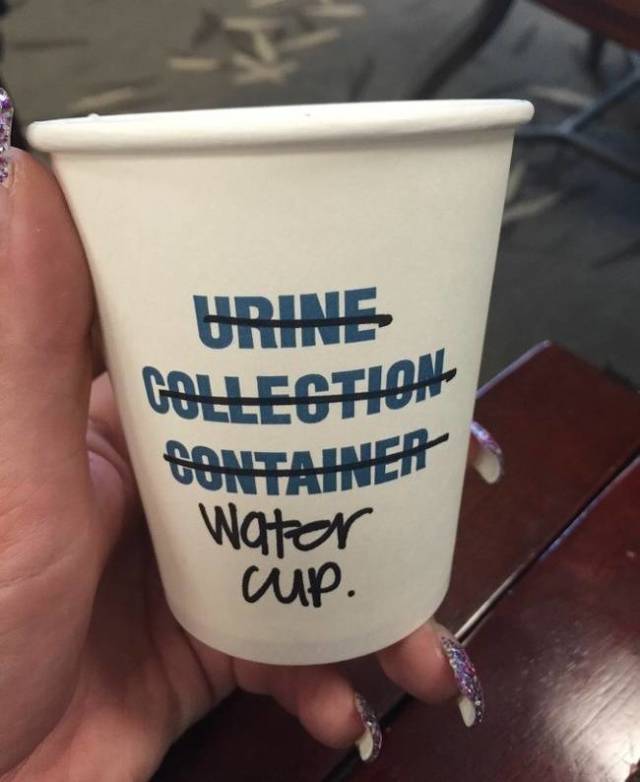 URINE
COLLECTION
CONTAINER
Water
CUP.